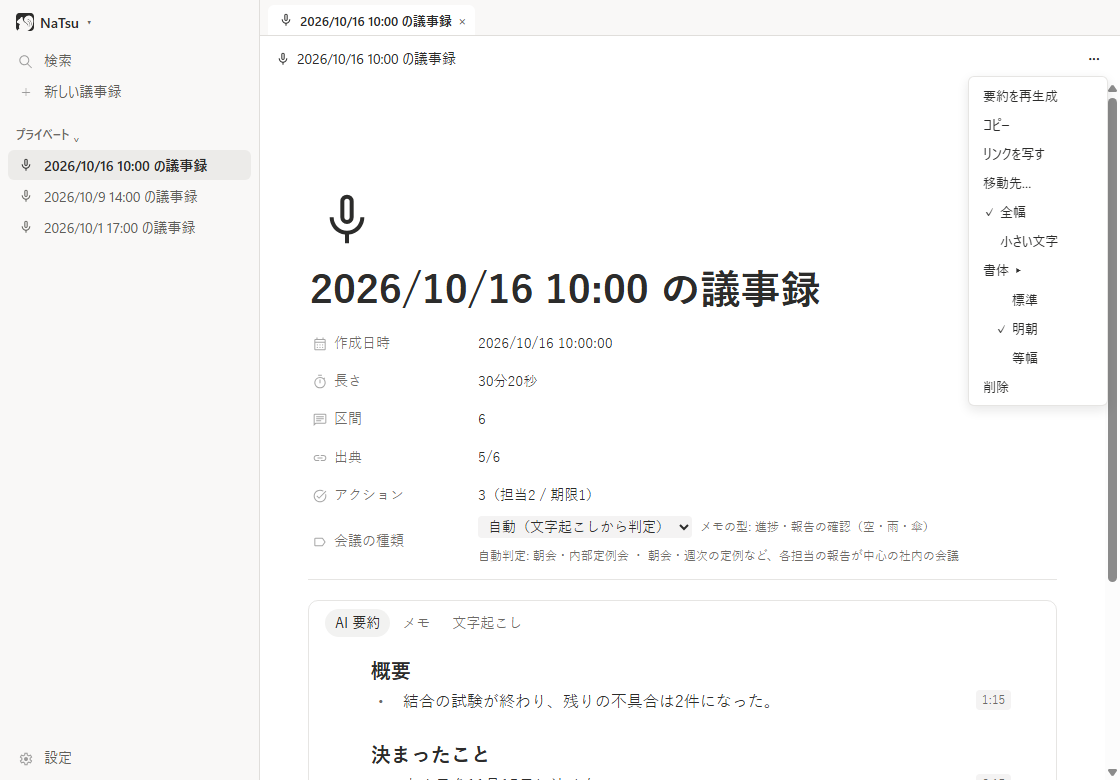 NaTsu
検索
新しい議事録
プライベート
2026/10/16 10:00 の議事録
2026/10/9 14:00 の議事録
2026/10/1 17:00 の議事録
設定
2026/10/16 10:00 の議事録 ×
2026/10/16 10:00 の議事録
要約を再生成
コピー
リンクを写す
移動先...
✓ 全幅
小さい文字
書体 ▸
標準
✓ 明朝
等幅
削除
2026/10/16 10:00 の議事録
作成日時 2026/10/16 10:00:00
長さ 30分20秒
区間 6
出典 5/6
アクション 3（担当2 / 期限1）
会議の種類 自動（文字起こしから判定） メモの型: 進捗・報告の確認（空・雨・傘）
自動判定: 朝会・内部定例会 ・ 朝会・週次の定例など、各担当の報告が中心の社内の会議
AI 要約 メモ 文字起こし
概要
・ 結合の試験が終わり、残りの不具合は2件になった。 1:15
決まったこと